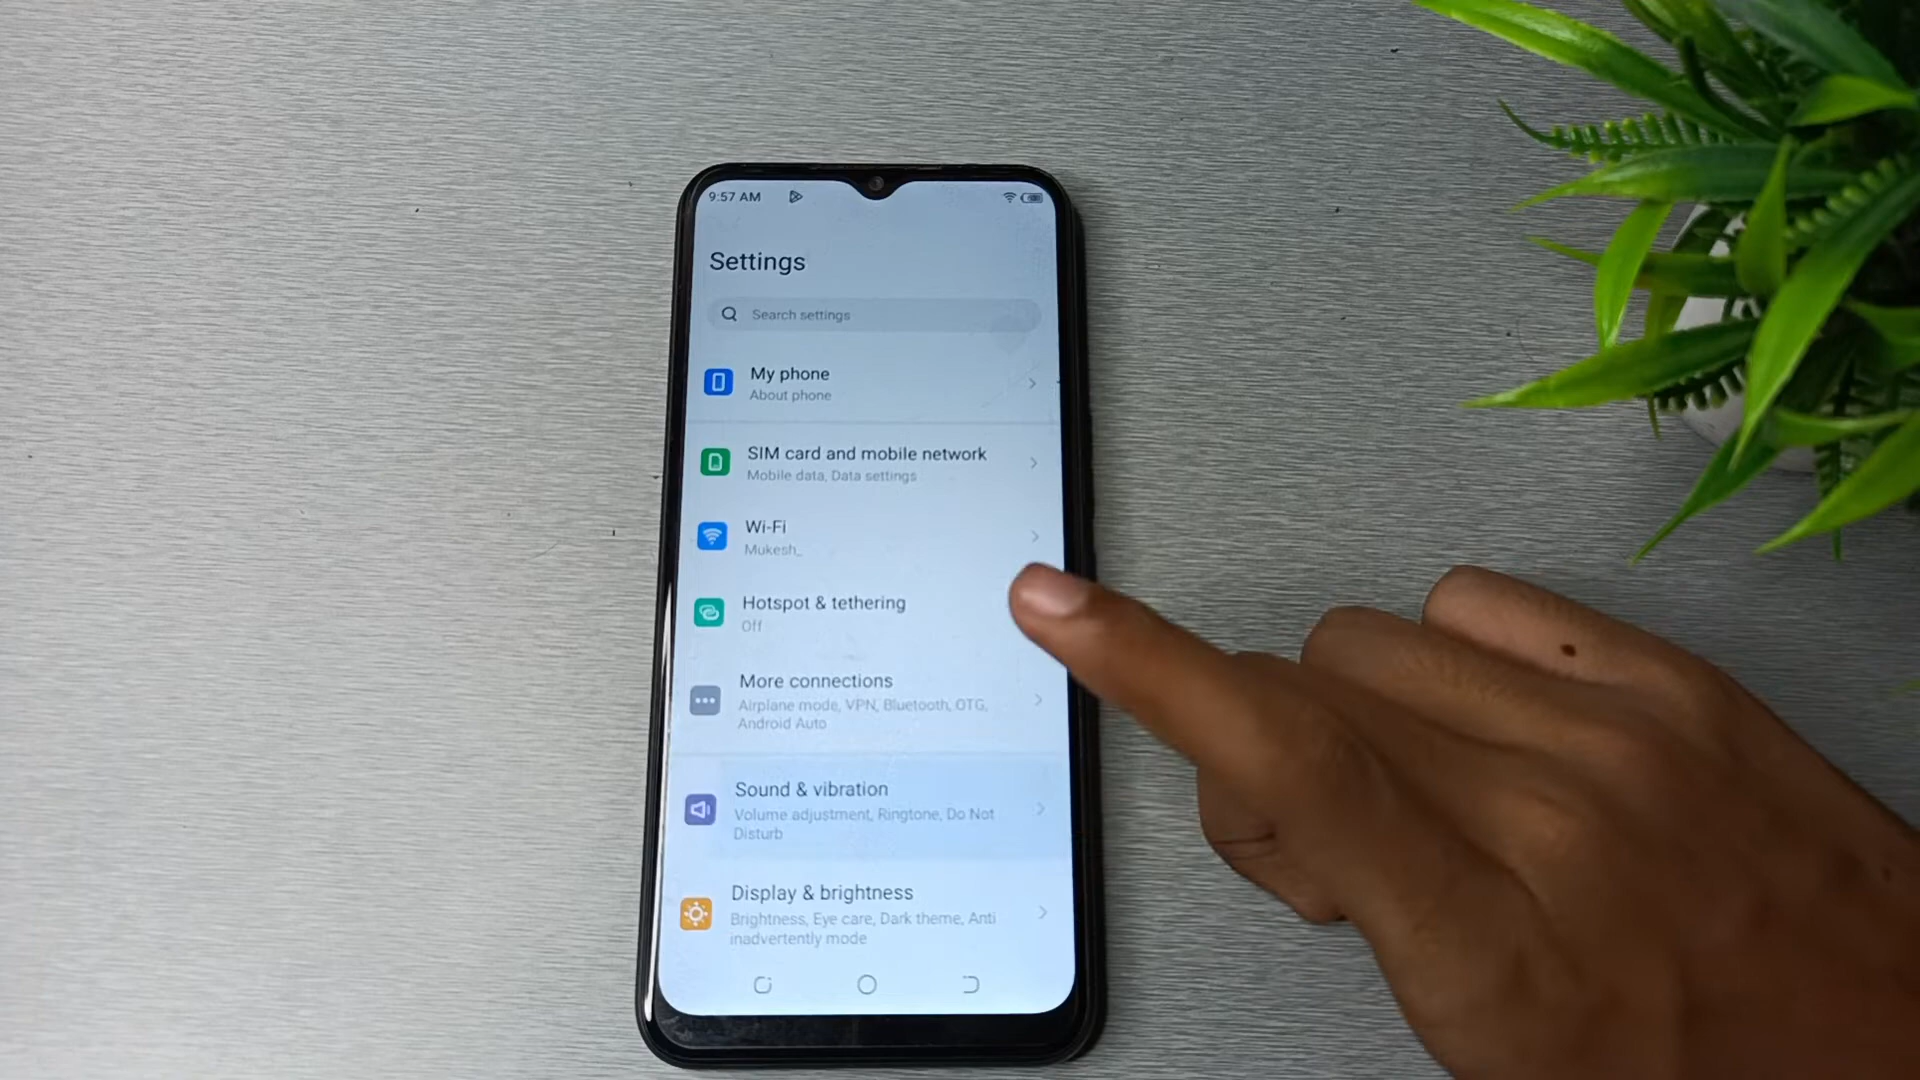 9:57 AM
Settings
Search settings
My phone
About phone
SIM card and mobile network
Mobile data, Data settings
Wi-Fi
Mukesh_
Hotspot & tethering
Off
More connections
Airplane mode, VPN, Bluetooth, OTG,
Android Auto
Sound & vibration
Volume adjustment, Ringtone, Do Not
Disturb
Display & brightness
Brightness, Eye care, Dark theme, Anti
inadvertently mode